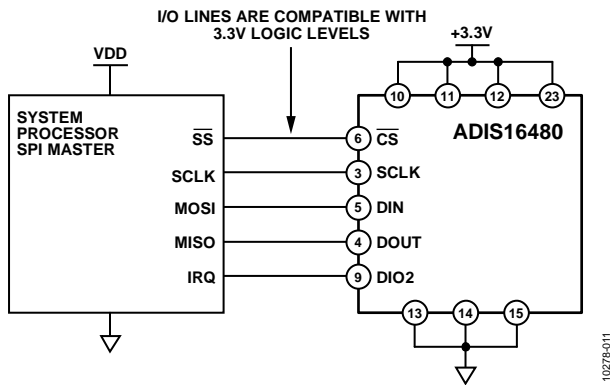 I/O LINES ARE COMPATIBLE WITH
3.3V LOGIC LEVELS
VDD
+3.3V
10
11
12
23
SYSTEM
PROCESSOR
SPI MASTER
ADIS16480
SS
6
CS
SCLK
3
SCLK
MOSI
5
DIN
MISO
4
DOUT
IRQ
9
DIO2
13
14
15
10278-011